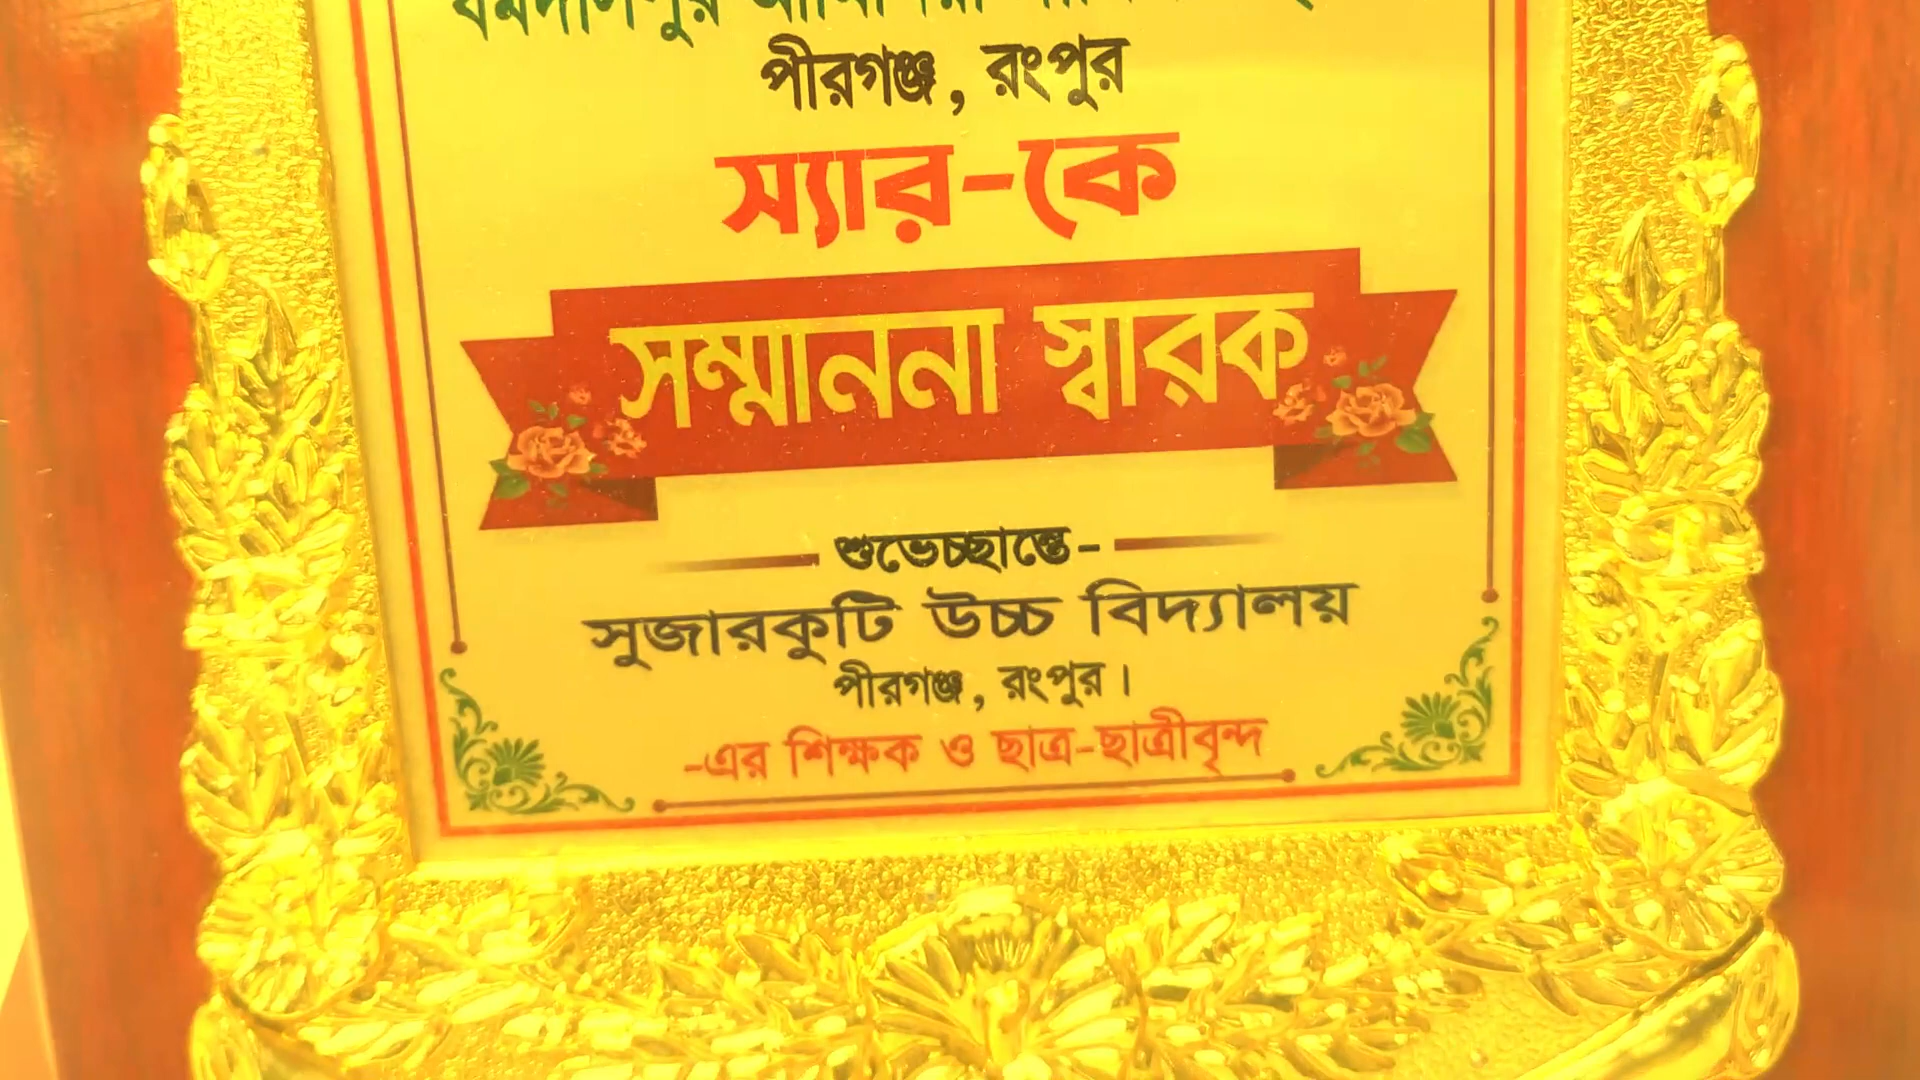 পীরগঞ্জ, রংপুর
স্যার-কে
সম্মাননা স্বারক
শুভেচ্ছান্তে-
সুজারকুটি উচ্চ বিদ্যালয়
পীরগঞ্জ, রংপুর।
-এর শিক্ষক ও ছাত্র-ছাত্রীবৃন্দ